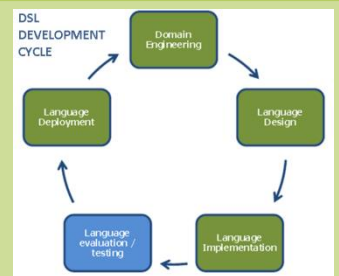 DSL
DEVELOPMENT
CYCLE
Domain
Engineering
Language
Design
Language
Implementation
Language
evaluation /
testing
Language
Deployment